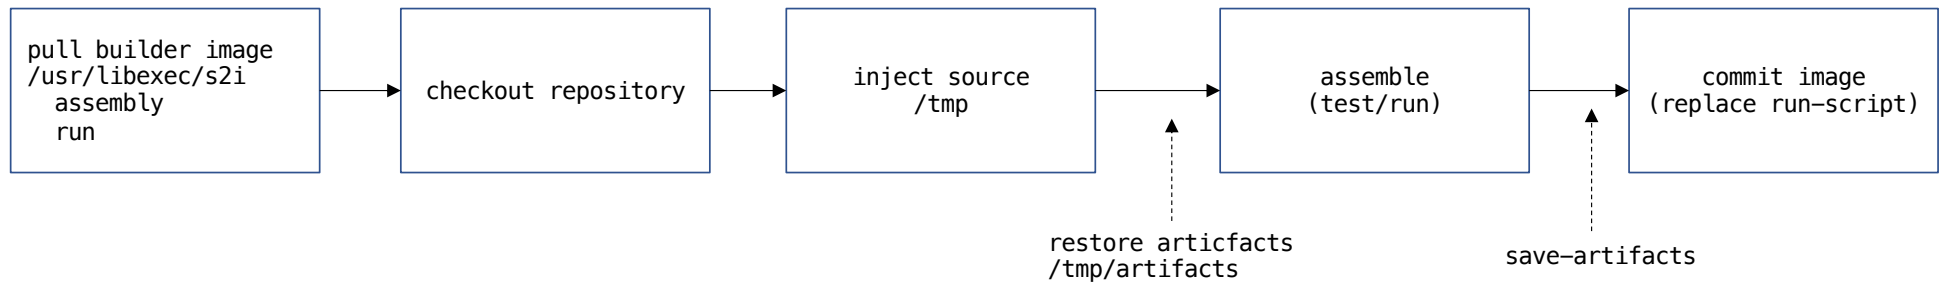 pull builder image
/usr/libexec/s2i
assembly
run
checkout repository
inject source
/tmp
assemble
(test/run)
commit image
(replace run-script)
restore articfacts
/tmp/artifacts
save-artifacts